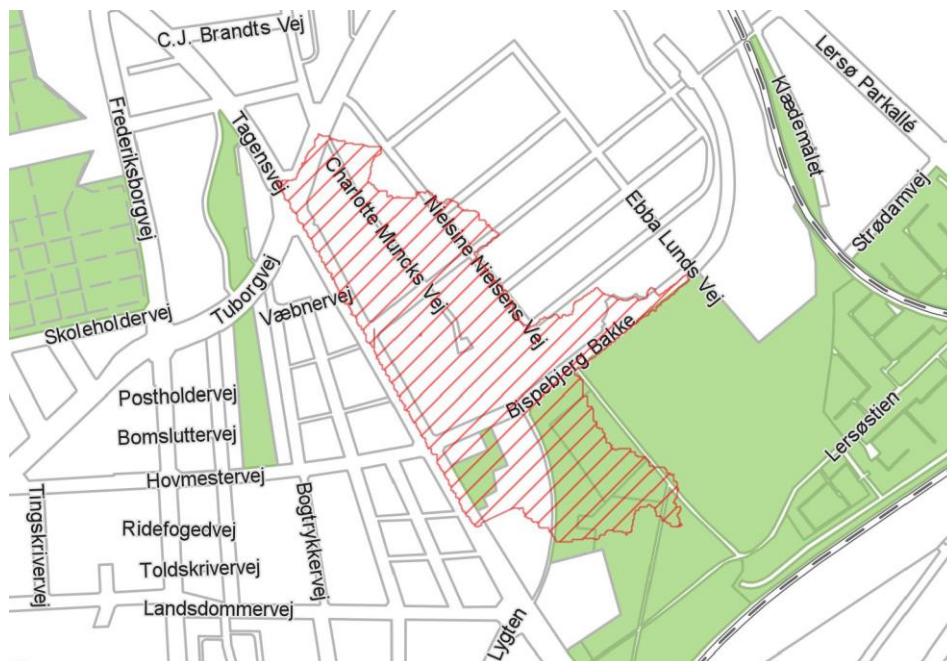 C.J. Brandts Vej
Lersø Parkallé
Klædemålet
Frederiksborgvej
Tagensvej
Charlotte Muncks Vej
Nielsine Nielsens Vej
Ebba Lunds Vej
Strødamvej
Tuborgvej
Væbnervej
Skoleholdervej
Bispebjerg Bakke
Postholdervej
Bomsluttervej
Lersøstien
Hovmestervej
Tingskrivervej
Bogtrykkervej
Ridefogedvej
Toldskrivervej
Landsdommervej
Lygten